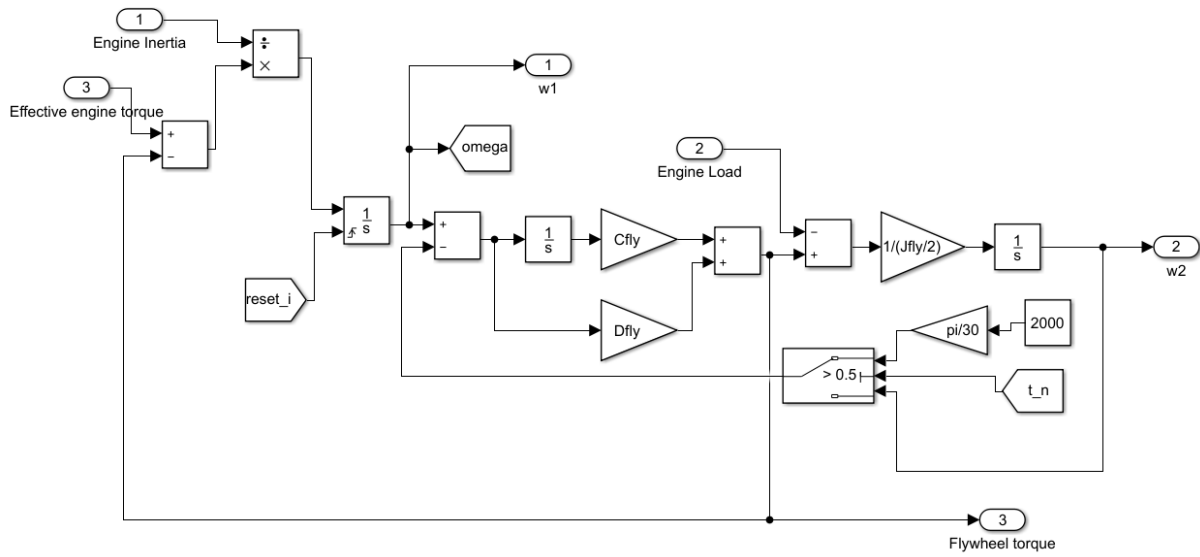 1
Engine Inertia
÷
×
3
Effective engine torque
+
−
1
w1
omega
2
Engine Load
1
s
reset_i
+
−
1
s
Cfly
Dfly
+
+
−
+
1/(Jfly/2)
1
s
2
w2
pi/30
2000
> 0.5
t_n
3
Flywheel torque